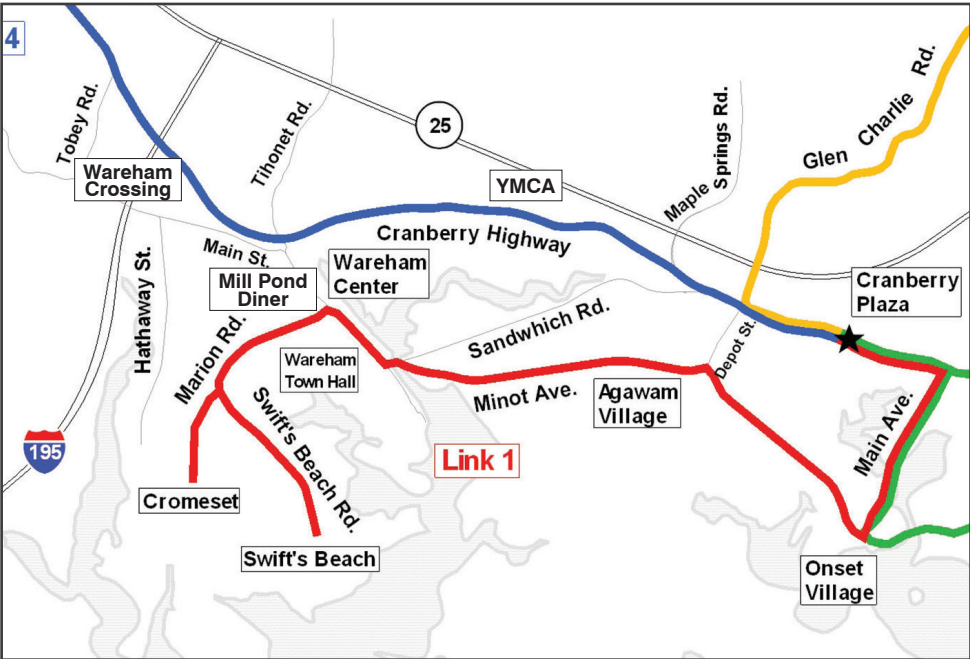 4
Tobey Rd.
Tihonet Rd.
25
Glen Charlie Rd.
Wareham
Crossing
YMCA
Maple Springs Rd.
Cranberry Highway
Main St.
Hathaway St.
Wareham
Center
Mill Pond
Diner
Cranberry
Plaza
Sandwhich Rd.
Depot St.
Marion Rd.
Wareham
Town Hall
Minot Ave.
Agawam
Village
Main Ave.
Swift's Beach Rd.
195
Link 1
Cromeset
Swift's Beach
Onset
Village